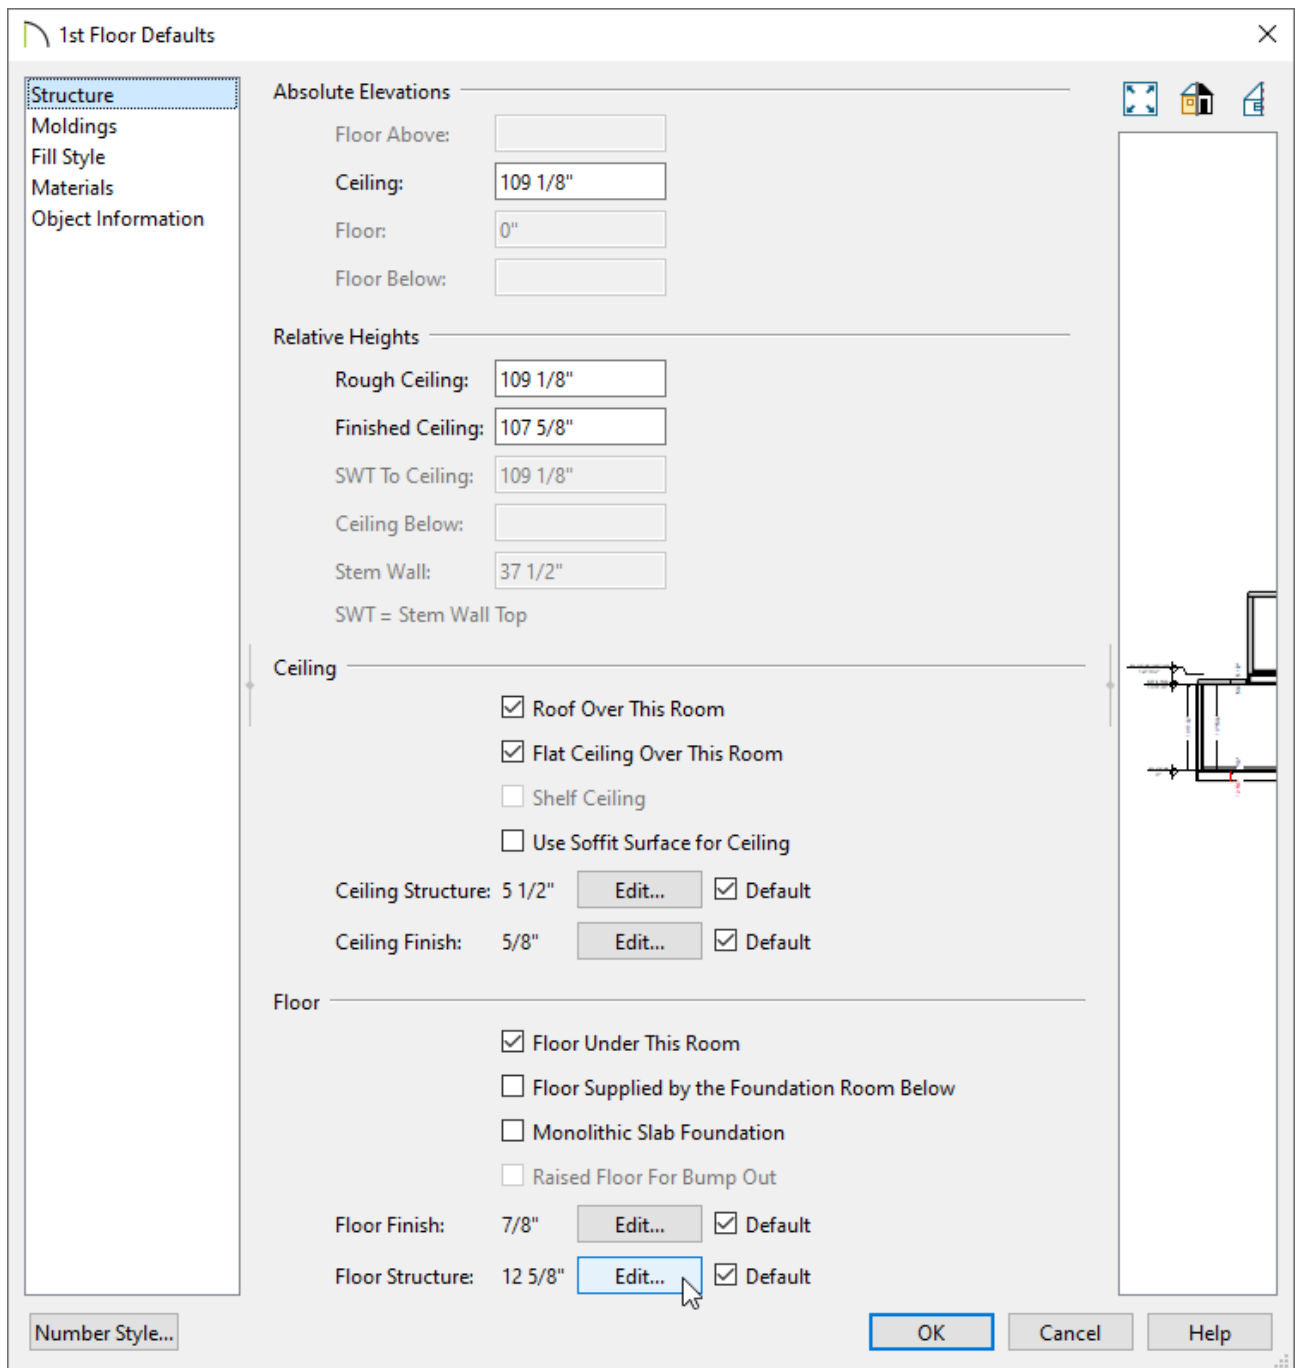 1st Floor Defaults
Structure
Moldings
Fill Style
Materials
Object Information
Absolute Elevations
Floor Above:
Ceiling: 109 1/8"
Floor: 0"
Floor Below:
Relative Heights
Rough Ceiling: 109 1/8"
Finished Ceiling: 107 5/8"
SWT To Ceiling: 109 1/8"
Ceiling Below:
Stem Wall: 37 1/2"
SWT = Stem Wall Top
Ceiling
Roof Over This Room
Flat Ceiling Over This Room
Shelf Ceiling
Use Soffit Surface for Ceiling
Ceiling Structure: 5 1/2" Edit... Default
Ceiling Finish: 5/8" Edit... Default
Floor
Floor Under This Room
Floor Supplied by the Foundation Room Below
Monolithic Slab Foundation
Raised Floor For Bump Out
Floor Finish: 7/8" Edit... Default
Floor Structure: 12 5/8" Edit... Default
Number Style... OK Cancel Help